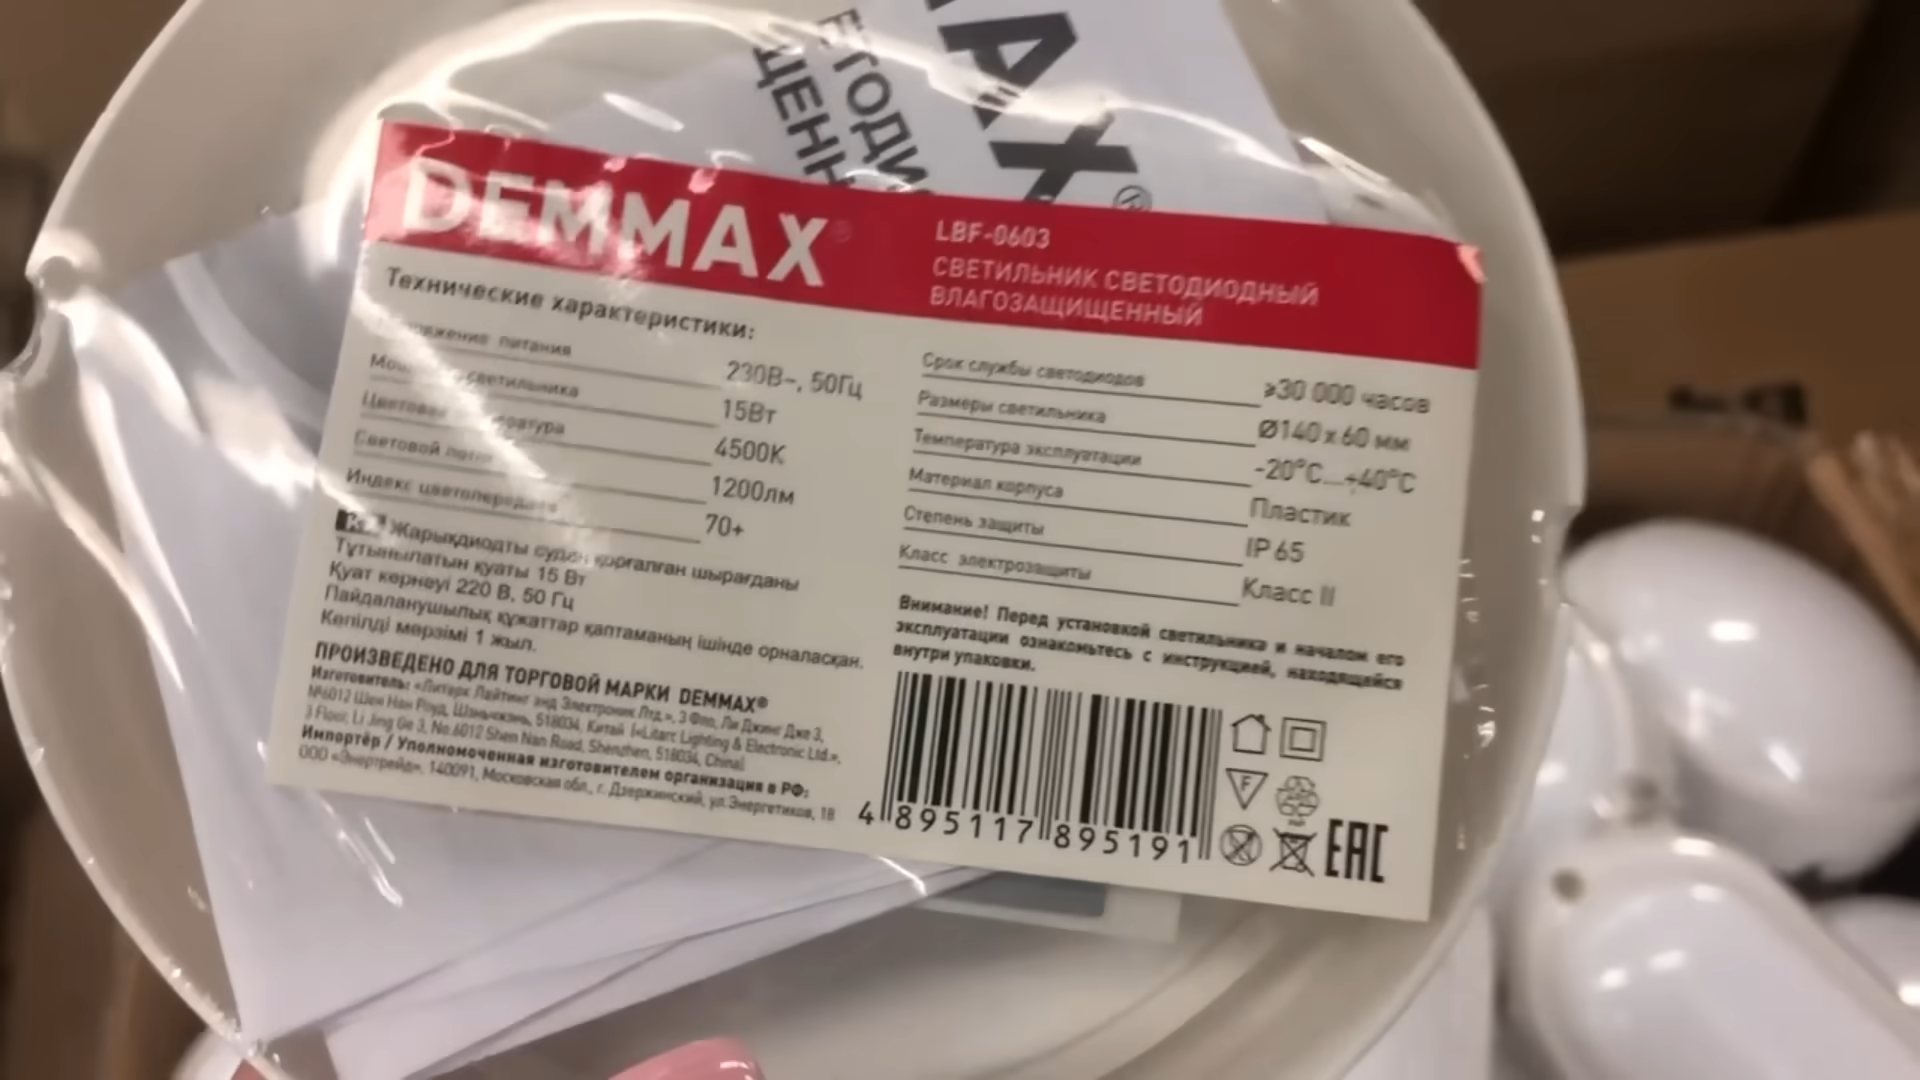 АХ®
ЕТОДИ
ЩЕНН
DEMMAX®
LBF-0603
СВЕТИЛЬНИК СВЕТОДИОДНЫЙ
ВЛАГОЗАЩИЩЕННЫЙ
Технические характеристики:
питания 230В~, 50Гц
светильника 15Вт
Цветовая 4500К
Световой 1200лм
Индекс цветопередачи 70+
Срок службы светодиодов ≥30 000 часов
Размеры светильника Ø140 x 60 мм
Температура эксплуатации -20°C...+40°C
Материал корпуса Пластик
Степень защиты IP 65
Класс электрозащиты Класс II
Жарықдиодты судан қорғалған шырағданы
Тұтынылатын қуаты 15 Вт
Қуат кернеуі 220 В, 50 Гц
Пайдаланушылық құжаттар қаптаманың ішінде орналасқан.
Кепілді мерзімі 1 жыл.
ПРОИЗВЕДЕНО ДЛЯ ТОРГОВОЙ МАРКИ DEMMAX®
Изготовитель: «Литарк Лайтинг энд Электроник Лтд.», 3 Фло, Ли Джинг Дже 3,
№6012 Шен Нан Роуд, Шэньчжэнь, 518034, Китай («Litarc Lighting & Electronic Ltd.»,
3 Floor, Li Jing Ge 3, No.6012 Shen Nan Road, Shenzhen, 518034, China)
Импортёр / Уполномоченная изготовителем организация в РФ:
ООО «Энертрейд», 140091, Московская обл., г. Дзержинский, ул.Энергетиков, 18
Внимание! Перед установкой светильника и началом его
эксплуатации ознакомьтесь с инструкцией, находящейся
внутри упаковки.
4 895117 895191
F
EAC